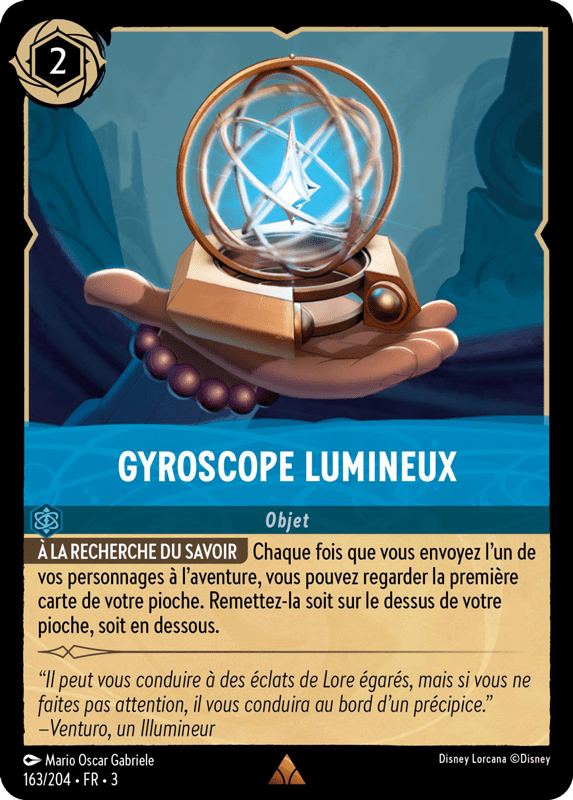 2
GYROSCOPE LUMINEUX
Objet
À LA RECHERCHE DU SAVOIR Chaque fois que vous envoyez l'un de
vos personnages à l'aventure, vous pouvez regarder la première
carte de votre pioche. Remettez-la soit sur le dessus de votre
pioche, soit en dessous.
“Il peut vous conduire à des éclats de Lore égarés, mais si vous ne
faites pas attention, il vous conduira au bord d'un précipice.”
–Venturo, un Illumineur
Mario Oscar Gabriele
Disney Lorcana ©Disney
163/204 • FR • 3